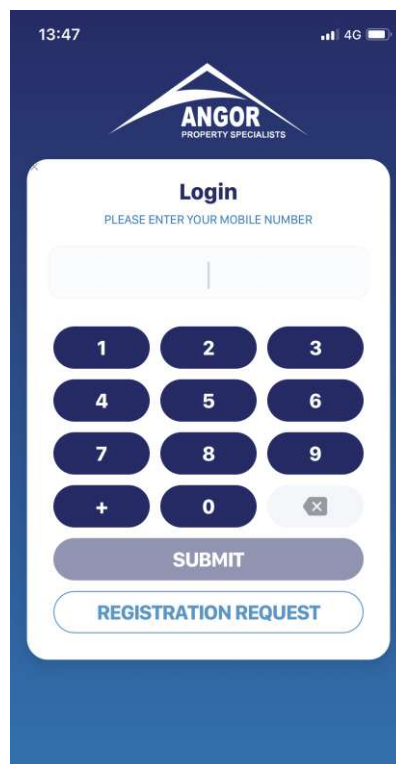 13:47
4G
ANGOR
PROPERTY SPECIALISTS
Login
PLEASE ENTER YOUR MOBILE NUMBER
1 2 3
4 5 6
7 8 9
+ 0
SUBMIT
REGISTRATION REQUEST